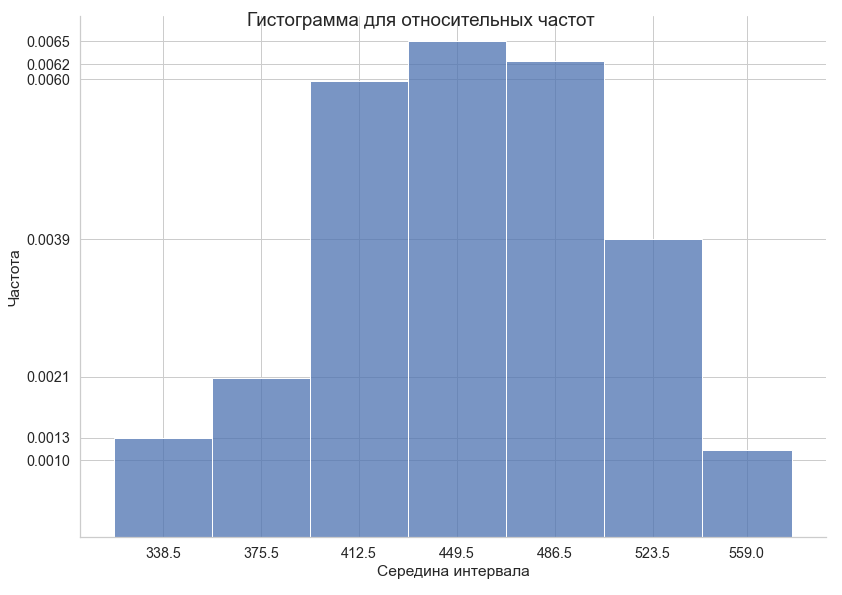 Гистограмма для относительных частот
0.0065
0.0062
0.0060
0.0039
0.0021
0.0013
0.0010
Частота
338.5 375.5 412.5 449.5 486.5 523.5 559.0
Середина интервала